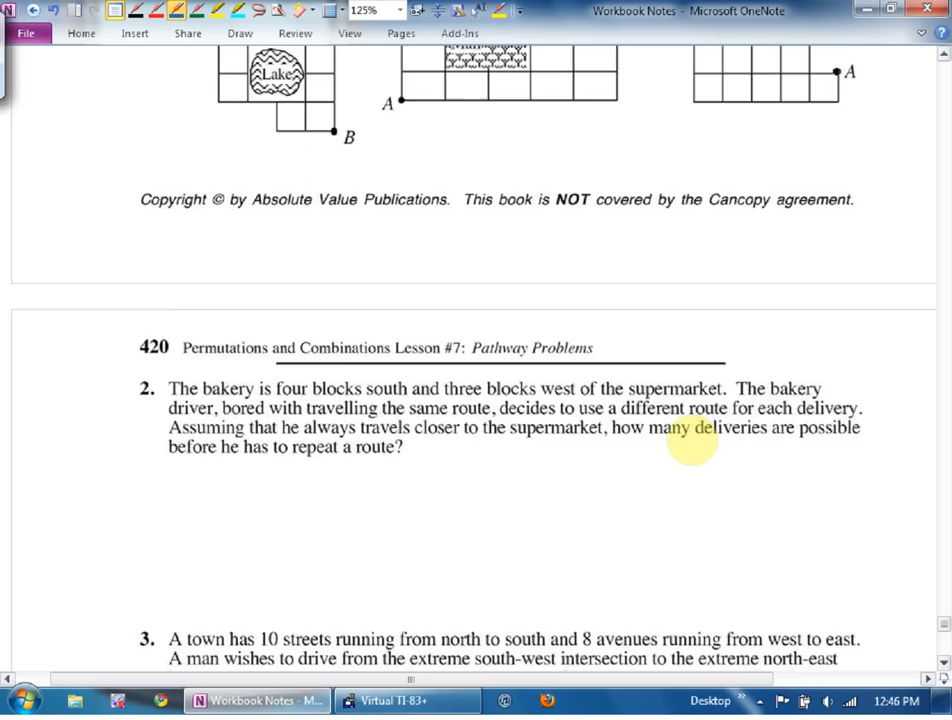 125%
Workbook Notes - Microsoft OneNote
File Home Insert Share Draw Review View Pages Add-Ins
Lake
A
A
B
Copyright © by Absolute Value Publications. This book is NOT covered by the Cancopy agreement.
420 Permutations and Combinations Lesson #7: Pathway Problems
2. The bakery is four blocks south and three blocks west of the supermarket. The bakery
driver, bored with travelling the same route, decides to use a different route for each delivery.
Assuming that he always travels closer to the supermarket, how many deliveries are possible
before he has to repeat a route?
3. A town has 10 streets running from north to south and 8 avenues running from west to east.
A man wishes to drive from the extreme south-west intersection to the extreme north-east
Workbook Notes - M... Virtual TI-83+ Desktop 12:46 PM